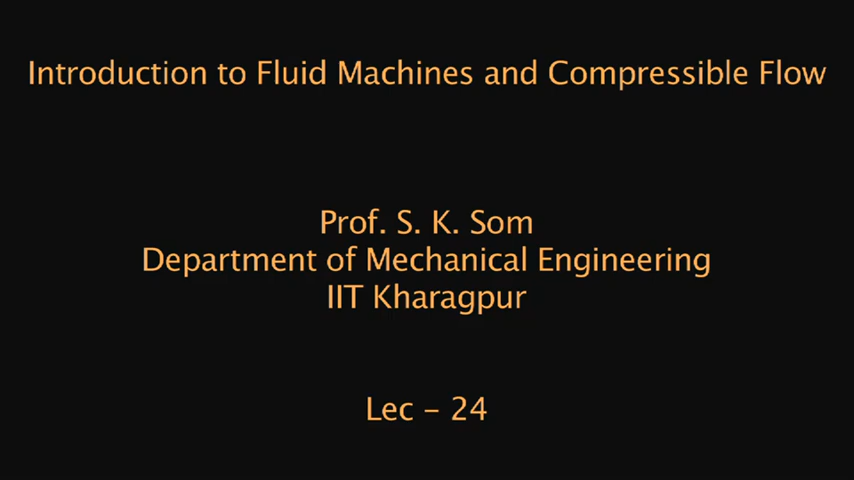 Introduction to Fluid Machines and Compressible Flow
Prof. S. K. Som
Department of Mechanical Engineering
IIT Kharagpur
Lec - 24